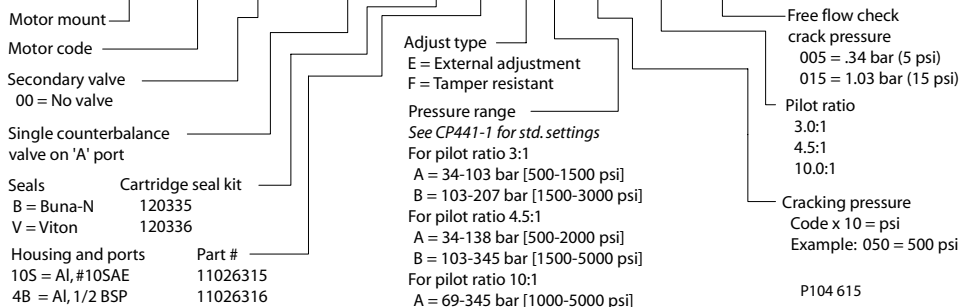 Motor mount
Motor code
Secondary valve
00 = No valve
Single counterbalance
valve on 'A' port
Seals Cartridge seal kit
B = Buna-N 120335
V = Viton 120336
Housing and ports Part #
10S = Al, #10SAE 11026315
4B = Al, 1/2 BSP 11026316
Adjust type
E = External adjustment
F = Tamper resistant
Pressure range
See CP441-1 for std. settings
For pilot ratio 3:1
A = 34-103 bar [500-1500 psi]
B = 103-207 bar [1500-3000 psi]
For pilot ratio 4.5:1
A = 34-138 bar [500-2000 psi]
B = 103-345 bar [1500-5000 psi]
For pilot ratio 10:1
A = 69-345 bar [1000-5000 psi]
Free flow check
crack pressure
005 = .34 bar (5 psi)
015 = 1.03 bar (15 psi)
Pilot ratio
3.0:1
4.5:1
10.0:1
Cracking pressure
Code x 10 = psi
Example: 050 = 500 psi
P104 615